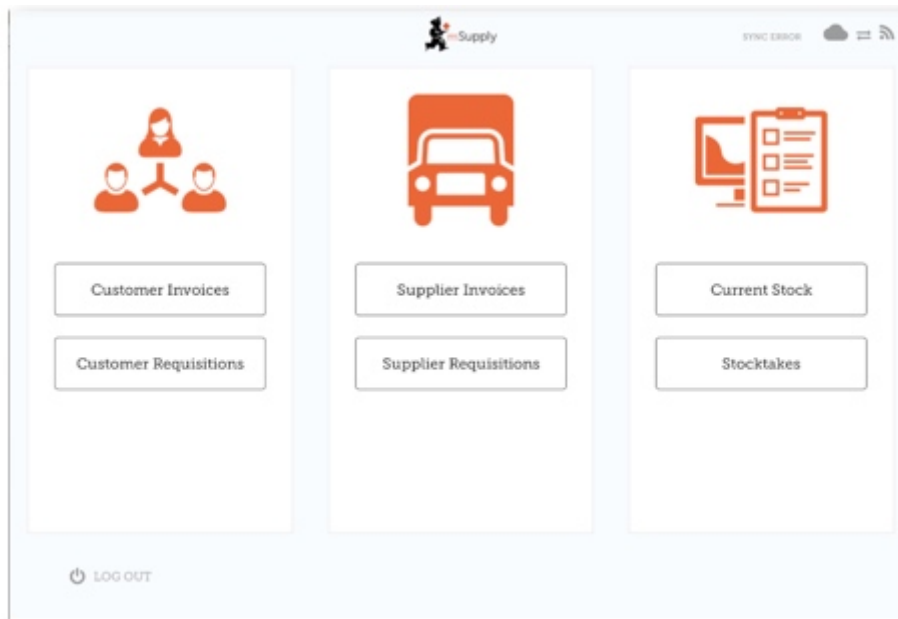 mSupply
SYNC ERROR
Customer Invoices
Customer Requisitions
Supplier Invoices
Supplier Requisitions
Current Stock
Stocktakes
LOG OUT